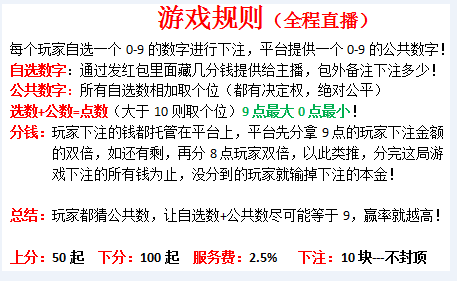 游戏规则（全程直播）
每个玩家自选一个 0-9 的数字进行下注，平台提供一个 0-9 的公共数字！
自选数字：通过发红包里面藏几分钱提供给主播，包外备注下注多少！
公共数字：所有自选数字相加取个位（都有决定权，绝对公平）
选数+公数=点数（大于 10 则取个位）9 点最大 0 点最小！
分钱：玩家下注的钱都托管在平台上，平台先分拿 9 点的玩家下注金额
的双倍，如还有剩，再分 8 点玩家双倍，以此类推，分完这局游
戏下注的所有钱为止，没分到的玩家就输掉下注的本金！
总结：玩家都猜公共数，让自选数+公共数尽可能等于 9，赢率就越高！
上分：50 起 下分：100 起 服务费：2.5% 下注：10 块---不封顶